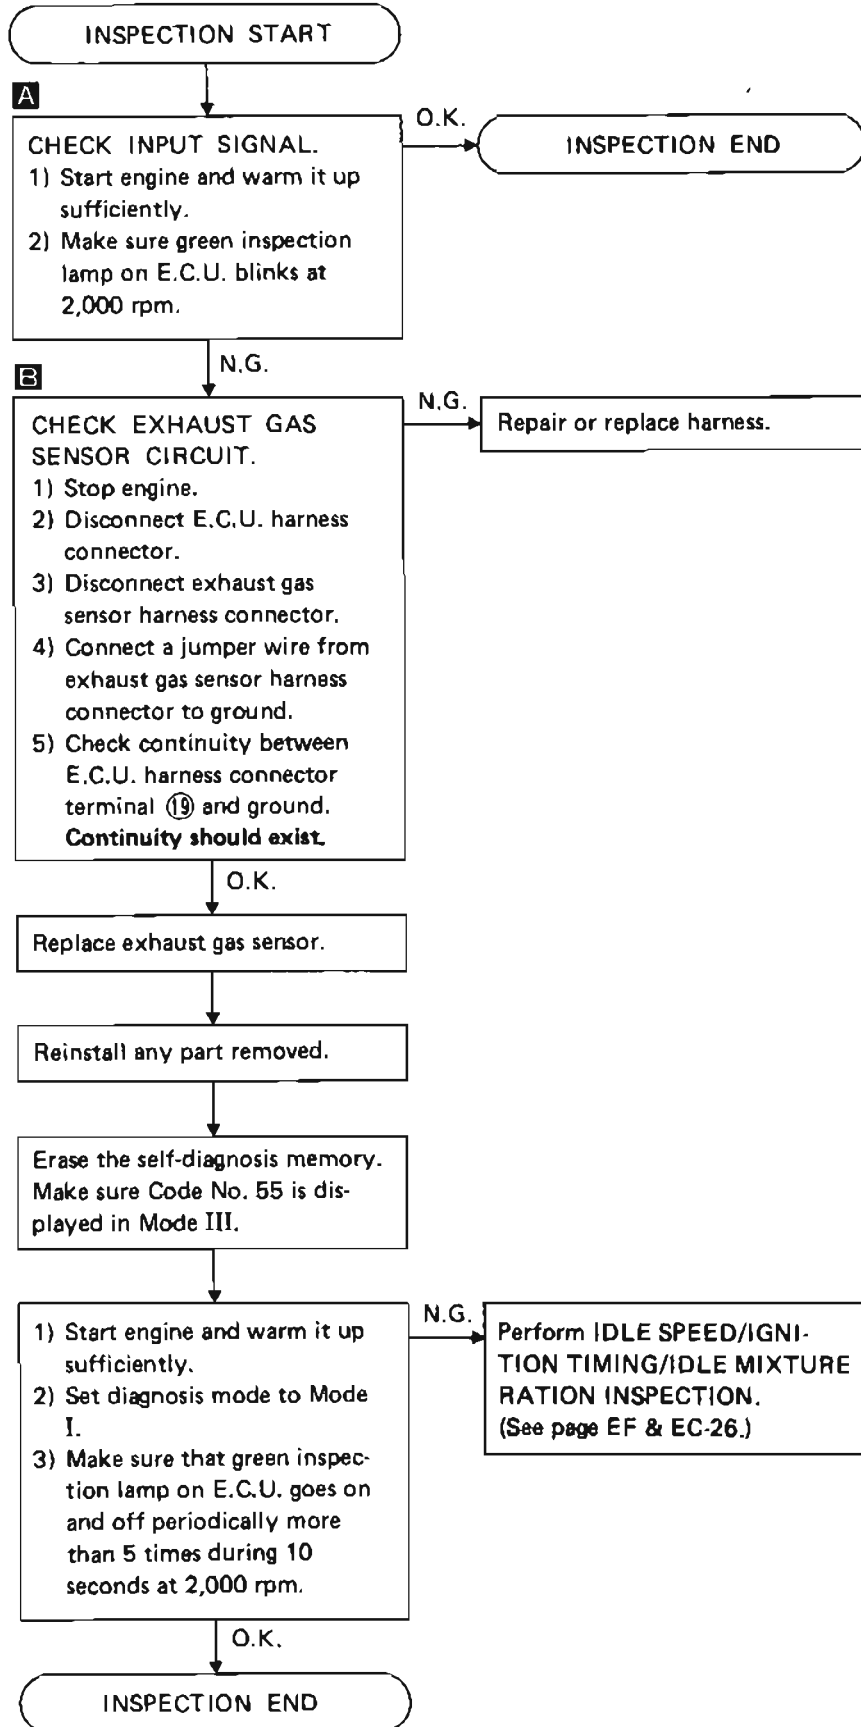 INSPECTION START
A
CHECK INPUT SIGNAL.
1) Start engine and warm it up
sufficiently.
2) Make sure green inspection
lamp on E.C.U. blinks at
2,000 rpm.
O.K.
INSPECTION END
N.G.
B
CHECK EXHAUST GAS
SENSOR CIRCUIT.
1) Stop engine.
2) Disconnect E.C.U. harness
connector.
3) Disconnect exhaust gas
sensor harness connector.
4) Connect a jumper wire from
exhaust gas sensor harness
connector to ground.
5) Check continuity between
E.C.U. harness connector
terminal ⑲ and ground.
Continuity should exist.
N.G.
Repair or replace harness.
O.K.
Replace exhaust gas sensor.
Reinstall any part removed.
Erase the self-diagnosis memory.
Make sure Code No. 55 is dis-
played in Mode III.
1) Start engine and warm it up
sufficiently.
2) Set diagnosis mode to Mode
I.
3) Make sure that green inspec-
tion lamp on E.C.U. goes on
and off periodically more
than 5 times during 10
seconds at 2,000 rpm.
N.G.
Perform IDLE SPEED/IGNI-
TION TIMING/IDLE MIXTURE
RATION INSPECTION.
(See page EF & EC-26.)
O.K.
INSPECTION END